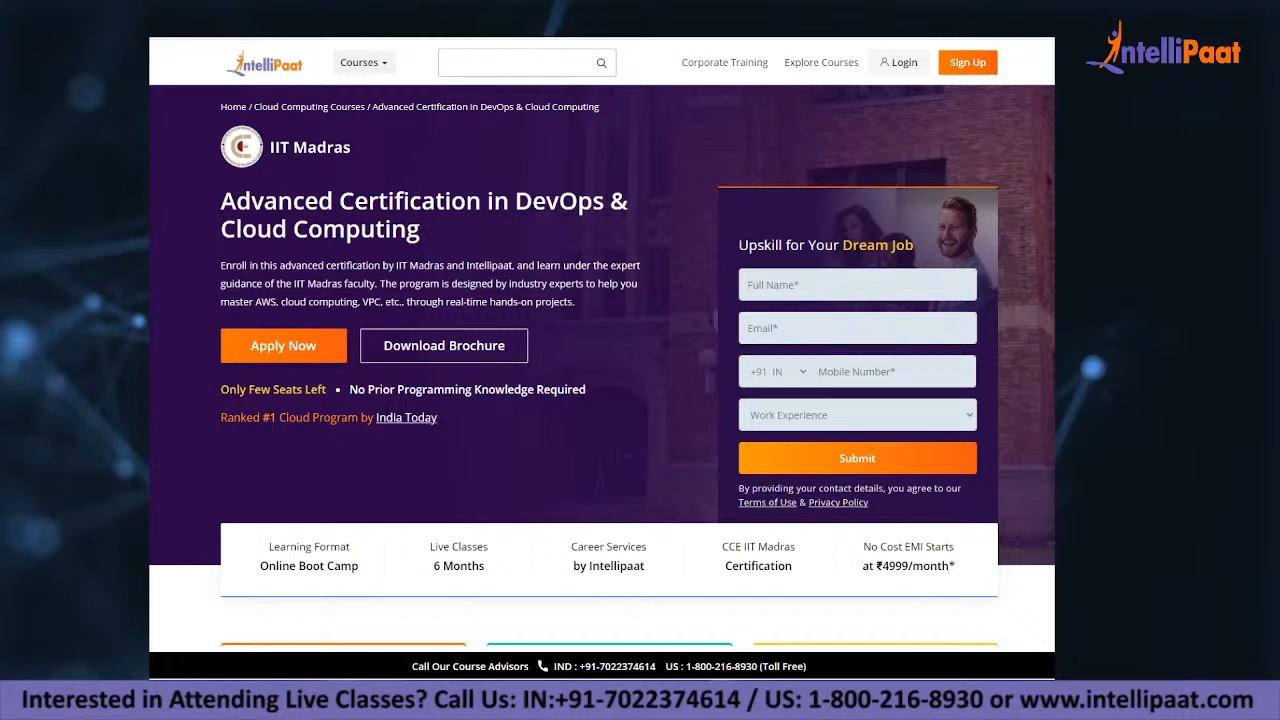 IntelliPaat
IntelliPaat Courses Corporate Training Explore Courses Login Sign Up
Home / Cloud Computing Courses / Advanced Certification in DevOps & Cloud Computing
IIT Madras
Advanced Certification in DevOps &
Cloud Computing
Enroll in this advanced certification by IIT Madras and Intellipaat, and learn under the expert
guidance of the IIT Madras faculty. The program is designed by industry experts to help you
master AWS, cloud computing, VPC, etc., through real-time hands-on projects.
Apply Now Download Brochure
Only Few Seats Left • No Prior Programming Knowledge Required
Ranked #1 Cloud Program by India Today
Upskill for Your Dream Job
Full Name*
Email*
+91 IN Mobile Number*
Work Experience
Submit
By providing your contact details, you agree to our
Terms of Use & Privacy Policy
Learning Format Live Classes Career Services CCE IIT Madras No Cost EMI Starts
Online Boot Camp 6 Months by Intellipaat Certification at ₹4999/month*
Call Our Course Advisors IND : +91-7022374614 US : 1-800-216-8930 (Toll Free)
Interested in Attending Live Classes? Call Us: IN:+91-7022374614 / US: 1-800-216-8930 or www.intellipaat.com